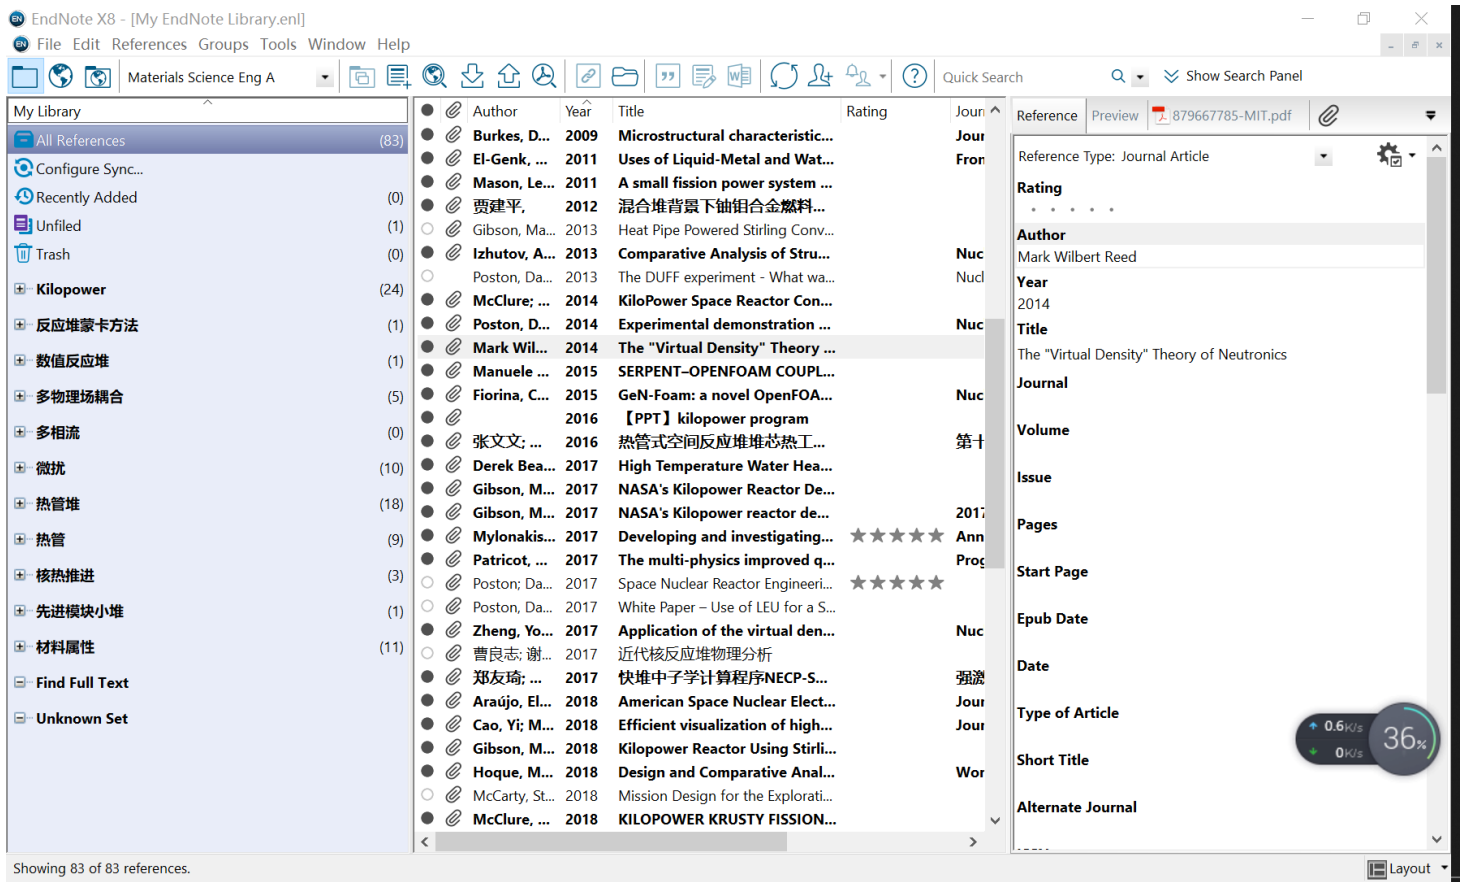 EndNote X8 - [My EndNote Library.enl]
File Edit References Groups Tools Window Help
Materials Science Eng A
Quick Search
Show Search Panel
My Library
All References (83)
Configure Sync...
Recently Added (0)
Unfiled (1)
Trash (0)
Kilopower (24)
反应堆蒙卡方法 (1)
数值反应堆 (1)
多物理场耦合 (5)
多相流 (0)
微扰 (10)
热管堆 (18)
热管 (9)
核热推进 (3)
先进模块小堆 (1)
材料属性 (11)
Find Full Text
Unknown Set
Author Year Title Rating Jour
Burkes, D... 2009 Microstructural characteristic... Jour
El-Genk, ... 2011 Uses of Liquid-Metal and Wat... Fron
Mason, Le... 2011 A small fission power system ...
贾建平, 2012 混合堆背景下铀钼合金燃料...
Gibson, Ma... 2013 Heat Pipe Powered Stirling Conv...
Izhutov, A... 2013 Comparative Analysis of Stru... Nuc
Poston, Da... 2013 The DUFF experiment - What wa... Nucl
McClure; ... 2014 KiloPower Space Reactor Con...
Poston, D... 2014 Experimental demonstration ... Nuc
Mark Wil... 2014 The "Virtual Density" Theory ...
Manuele ... 2015 SERPENT–OPENFOAM COUPL...
Fiorina, C... 2015 GeN-Foam: a novel OpenFOA... Nuc
2016 【PPT】kilopower program
张文文; ... 2016 热管式空间反应堆堆芯热工... 第十
Derek Bea... 2017 High Temperature Water Hea...
Gibson, M... 2017 NASA's Kilopower Reactor De...
Gibson, M... 2017 NASA's Kilopower reactor de... 2017
Mylonakis... 2017 Developing and investigating... ★★★★★ Ann
Patricot, ... 2017 The multi-physics improved q... Prog
Poston; Da... 2017 Space Nuclear Reactor Engineeri... ★★★★★
Poston, Da... 2017 White Paper – Use of LEU for a S...
Zheng, Yo... 2017 Application of the virtual den... Nuc
曹良志; 谢... 2017 近代核反应堆物理分析
郑友琦; ... 2017 快堆中子学计算程序NECP-S... 强激
Araújo, El... 2018 American Space Nuclear Elect... Jour
Cao, Yi; M... 2018 Efficient visualization of high... Jour
Gibson, M... 2018 Kilopower Reactor Using Stirli...
Hoque, M... 2018 Design and Comparative Anal... Wor
McCarty, St... 2018 Mission Design for the Explorati...
McClure, ... 2018 KILOPOWER KRUSTY FISSION...
Reference Preview 879667785-MIT.pdf
Reference Type: Journal Article
Rating
Author
Mark Wilbert Reed
Year
2014
Title
The "Virtual Density" Theory of Neutronics
Journal
Volume
Issue
Pages
Start Page
Epub Date
Date
Type of Article
0.6K/s
0K/s
36%
Short Title
Alternate Journal
Showing 83 of 83 references.
Layout